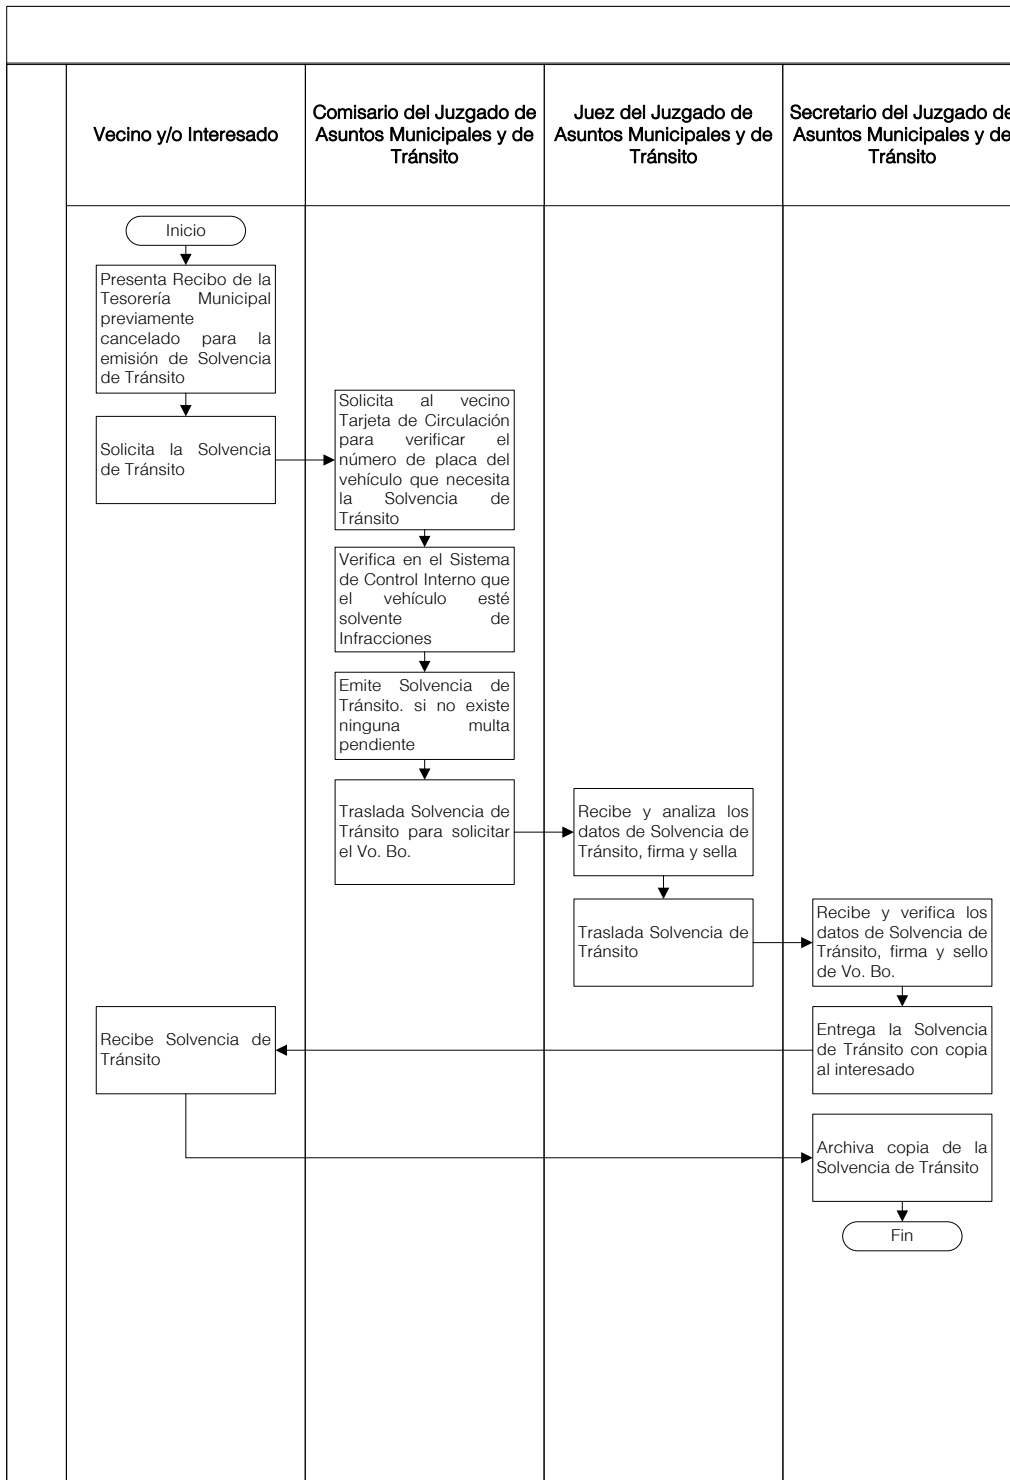 Vecino y/o Interesado
Comisario del Juzgado de
Asuntos Municipales y de
Tránsito
Juez del Juzgado de
Asuntos Municipales y de
Tránsito
Secretario del Juzgado de
Asuntos Municipales y de
Tránsito
Inicio
Presenta Recibo de la
Tesorería Municipal
previamente
cancelado para la
emisión de Solvencia
de Tránsito
Solicita la Solvencia
de Tránsito
Solicita al vecino
Tarjeta de Circulación
para verificar el
número de placa del
vehículo que necesita
la Solvencia de
Tránsito
Verifica en el Sistema
de Control Interno que
el vehículo esté
solvente de
Infracciones
Emite Solvencia de
Tránsito. si no existe
ninguna multa
pendiente
Traslada Solvencia de
Tránsito para solicitar
el Vo. Bo.
Recibe y analiza los
datos de Solvencia de
Tránsito, firma y sella
Traslada Solvencia de
Tránsito
Recibe y verifica los
datos de Solvencia de
Tránsito, firma y sello
de Vo. Bo.
Entrega la Solvencia
de Tránsito con copia
al interesado
Recibe Solvencia de
Tránsito
Archiva copia de la
Solvencia de Tránsito
Fin